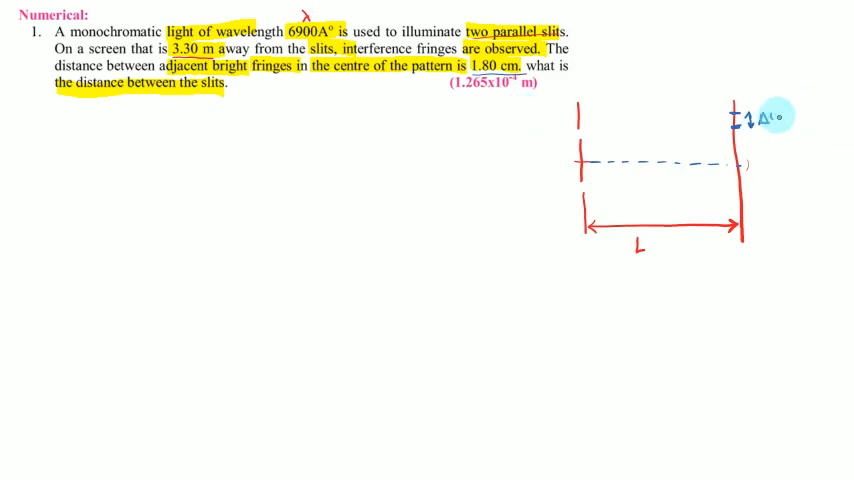 Numerical:
λ
1. A monochromatic light of wavelength 6900A° is used to illuminate two parallel slits.
On a screen that is 3.30 m away from the slits, interference fringes are observed. The
distance between adjacent bright fringes in the centre of the pattern is 1.80 cm. what is
the distance between the slits. (1.265x10⁻⁴ m)
L